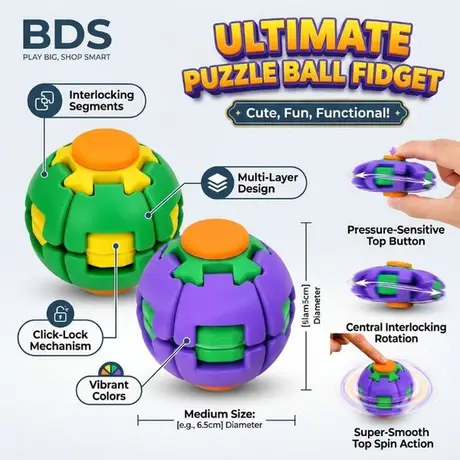 BDS
PLAY BIG, SHOP SMART
ULTIMATE
PUZZLE BALL FIDGET
Cute, Fun, Functional!
Interlocking
Segments
Multi-Layer
Design
Pressure-Sensitive
Top Button
[6|am5cm]
Diameter
Central Interlocking
Rotation
Click-Lock
Mechanism
Vibrant
Colors
Medium Size:
[e.g., 6.5cm] Diameter
Super-Smooth
Top Spin Action